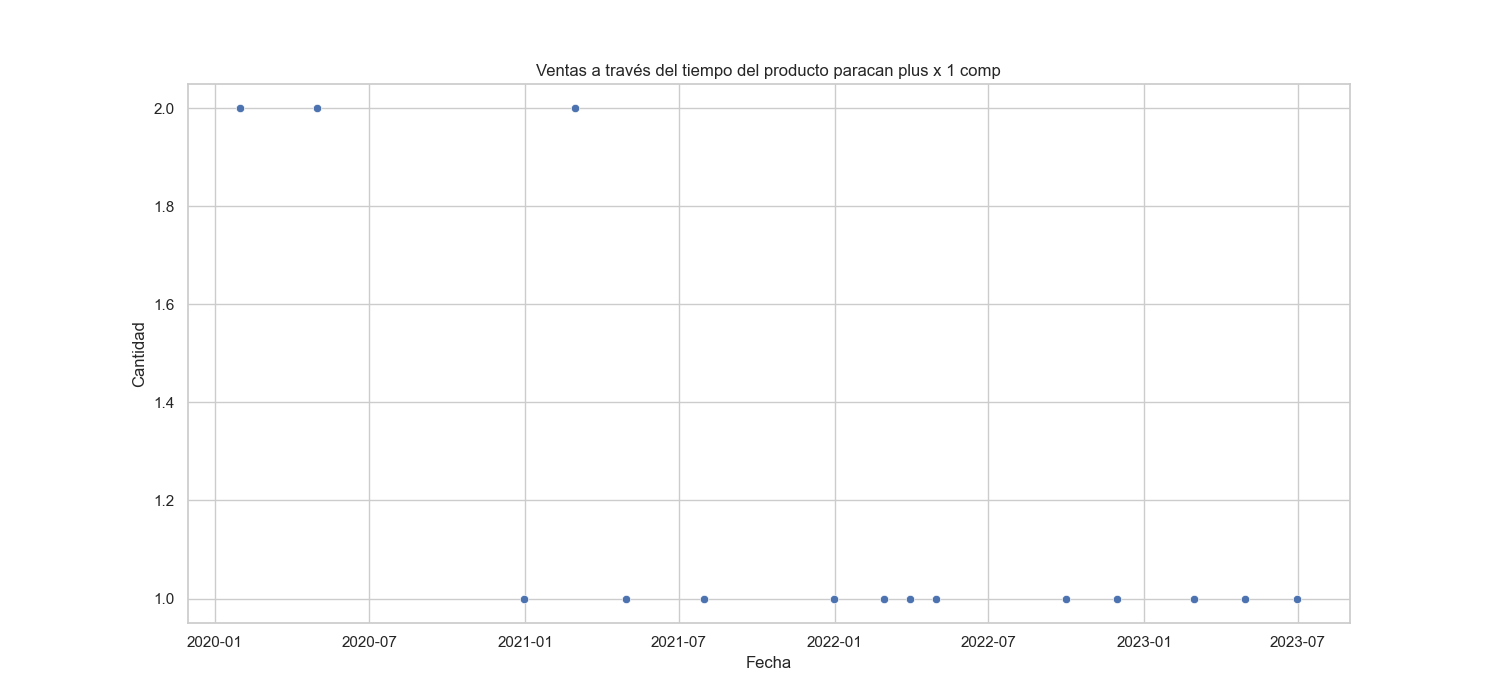 Ventas a través del tiempo del producto paracan plus x 1 comp
2.0
1.8
1.6
1.4
1.2
1.0
Cantidad
2020-01 2020-07 2021-01 2021-07 2022-01 2022-07 2023-01 2023-07
Fecha